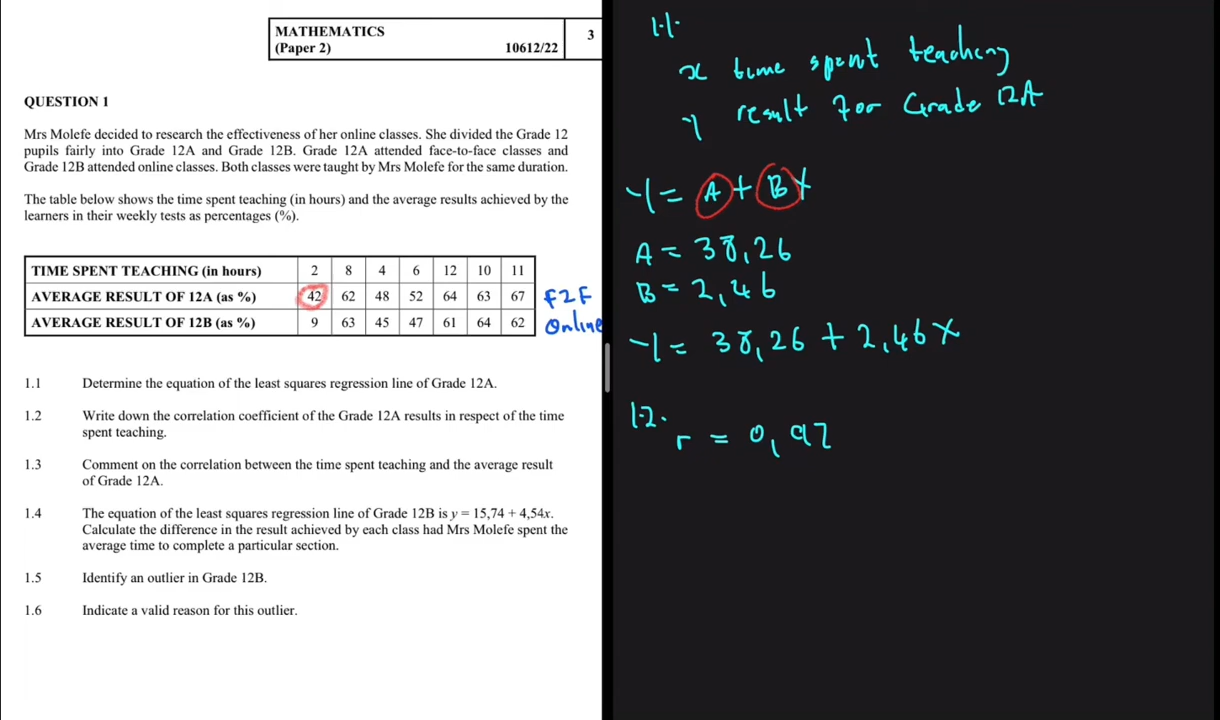 MATHEMATICS
(Paper 2) 10612/22
3
QUESTION 1
Mrs Molefe decided to research the effectiveness of her online classes. She divided the Grade 12
pupils fairly into Grade 12A and Grade 12B. Grade 12A attended face-to-face classes and
Grade 12B attended online classes. Both classes were taught by Mrs Molefe for the same duration.
The table below shows the time spent teaching (in hours) and the average results achieved by the
learners in their weekly tests as percentages (%).
TIME SPENT TEACHING (in hours) 2 8 4 6 12 10 11
AVERAGE RESULT OF 12A (as %) 42 62 48 52 64 63 67 F2F
AVERAGE RESULT OF 12B (as %) 9 63 45 47 61 64 62 Online
1.1 Determine the equation of the least squares regression line of Grade 12A.
1.2 Write down the correlation coefficient of the Grade 12A results in respect of the time
spent teaching.
1.3 Comment on the correlation between the time spent teaching and the average result
of Grade 12A.
1.4 The equation of the least squares regression line of Grade 12B is y = 15,74 + 4,54x.
Calculate the difference in the result achieved by each class had Mrs Molefe spent the
average time to complete a particular section.
1.5 Identify an outlier in Grade 12B.
1.6 Indicate a valid reason for this outlier.
1.1.
x time spent teaching
y result for Grade 12A
y = A + Bx
A = 38,26
B = 2,46
y = 38,26 + 2,46x
1.2.
r = 0,97